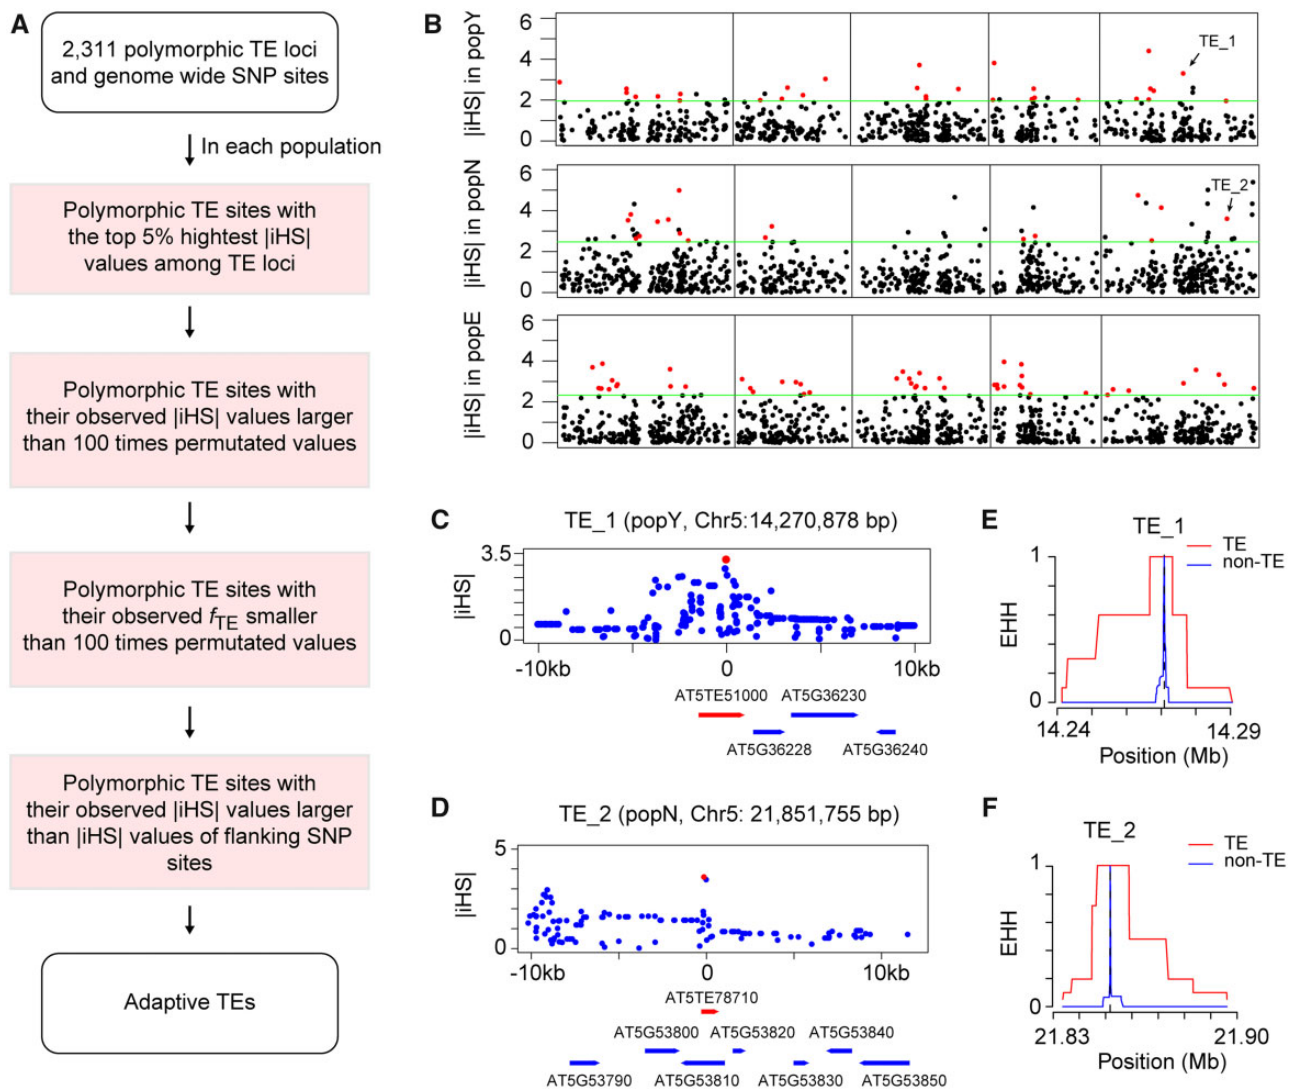 A
2,311 polymorphic TE loci
and genome wide SNP sites
In each population
Polymorphic TE sites with
the top 5% hightest |iHS|
values among TE loci
Polymorphic TE sites with
their observed |iHS| values larger
than 100 times permutated values
Polymorphic TE sites with
their observed fTE smaller
than 100 times permutated values
Polymorphic TE sites with
their observed |iHS| values larger
than |iHS| values of flanking SNP
sites
Adaptive TEs
B
|iHS| in popY
6
4
2
0
TE_1
|iHS| in popN
6
4
2
0
TE_2
|iHS| in popE
6
4
2
0
C
TE_1 (popY, Chr5:14,270,878 bp)
|iHS|
3.5
0
-10kb
0
10kb
AT5TE51000
AT5G36230
AT5G36228
AT5G36240
D
TE_2 (popN, Chr5: 21,851,755 bp)
|iHS|
5
0
-10kb
0
10kb
AT5TE78710
AT5G53800
AT5G53820
AT5G53840
AT5G53790
AT5G53810
AT5G53830
AT5G53850
E
TE_1
TE
non-TE
EHH
1
0
14.24
14.29
Position (Mb)
F
TE_2
TE
non-TE
EHH
1
0
21.83
21.90
Position (Mb)